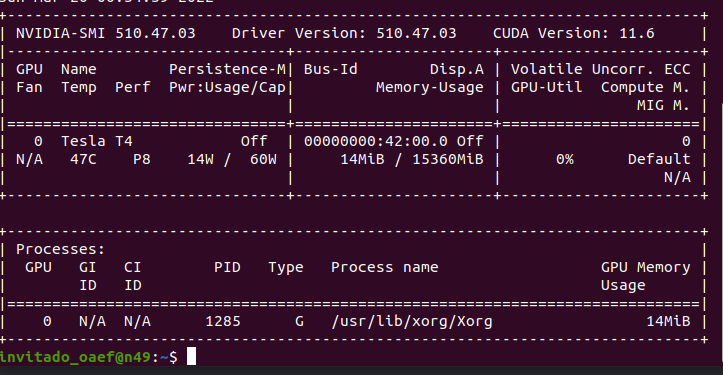 +-----------------------------------------------------------------------------+
| NVIDIA-SMI 510.47.03    Driver Version: 510.47.03    CUDA Version: 11.6     |
|-------------------------------+----------------------+----------------------+
| GPU  Name        Persistence-M| Bus-Id        Disp.A | Volatile Uncorr. ECC |
| Fan  Temp  Perf  Pwr:Usage/Cap|         Memory-Usage | GPU-Util  Compute M. |
|                               |                      |               MIG M. |
|===============================+======================+======================|
|   0  Tesla T4            Off  | 00000000:42:00.0 Off |                    0 |
| N/A   47C    P8    14W /  60W |     14MiB / 15360MiB |      0%      Default |
|                               |                      |                  N/A |
+-------------------------------+----------------------+----------------------+
+-----------------------------------------------------------------------------+
| Processes:                                                                  |
|  GPU   GI   CI        PID   Type   Process name                  GPU Memory |
|        ID   ID                                                   Usage      |
|=============================================================================|
|    0   N/A  N/A      1285      G   /usr/lib/xorg/Xorg                 14MiB |
+-----------------------------------------------------------------------------+
invitado_oaef@n49:~$